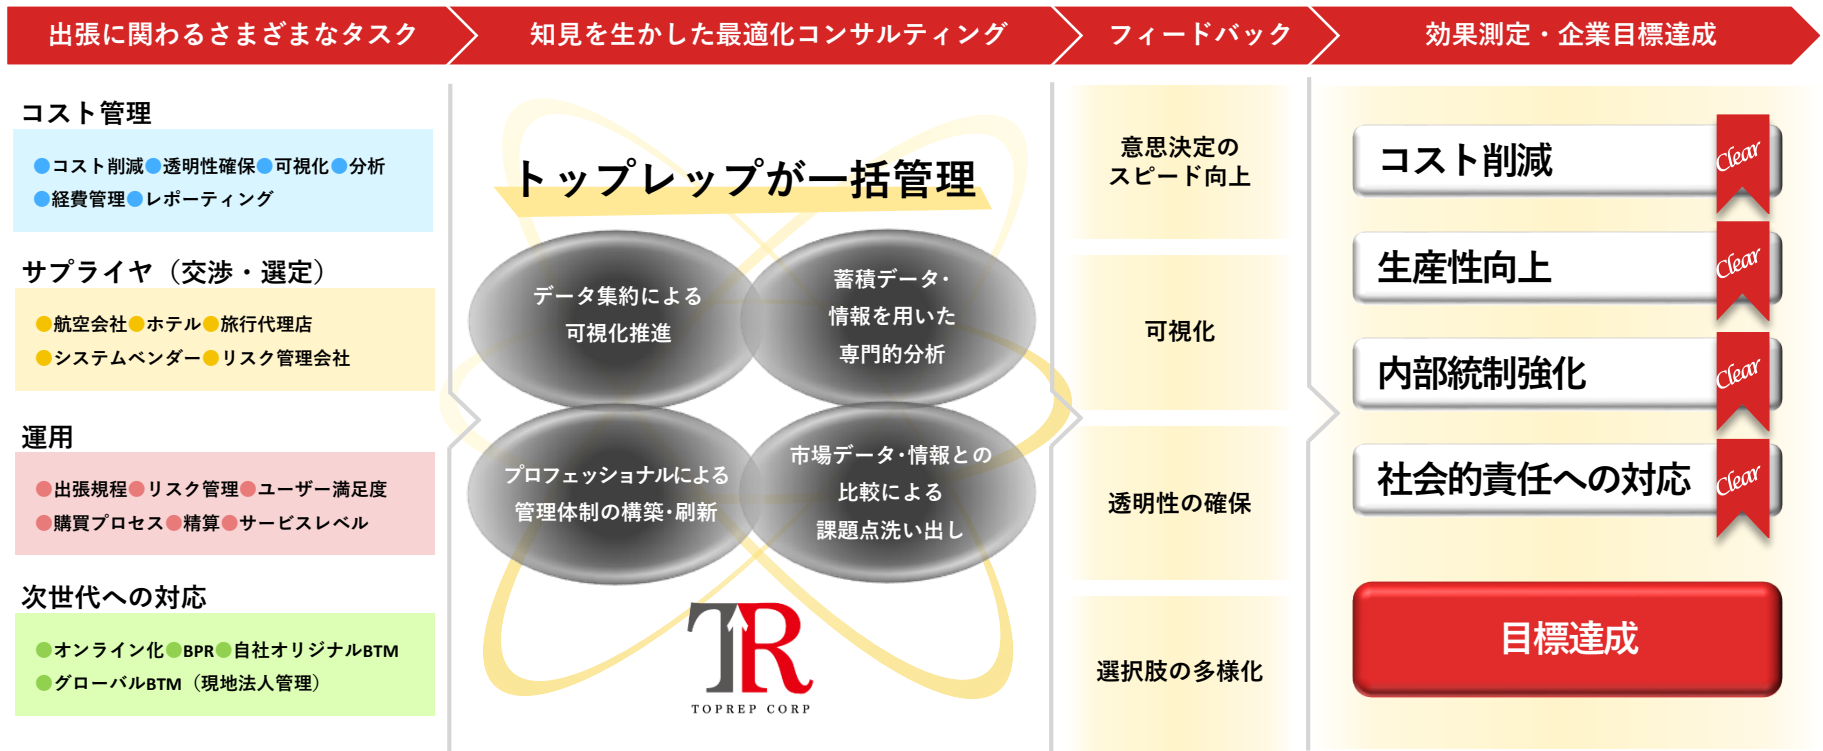 出張に関わるさまざまなタスク
知見を生かした最適化コンサルティング
フィードバック
効果測定・企業目標達成
コスト管理
●コスト削減●透明性確保●可視化●分析
●経費管理●レポーティング
サプライヤ（交渉・選定）
●航空会社●ホテル●旅行代理店
●システムベンダー●リスク管理会社
運用
●出張規程●リスク管理●ユーザー満足度
●購買プロセス●精算●サービスレベル
次世代への対応
●オンライン化●BPR●自社オリジナルBTM
●グローバルBTM（現地法人管理）
トップレップが一括管理
データ集約による
可視化推進
蓄積データ・
情報を用いた
専門的分析
プロフェッショナルによる
管理体制の構築・刷新
市場データ・情報との
比較による
課題点洗い出し
TR
TOPREP CORP
意思決定の
スピード向上
可視化
透明性の確保
選択肢の多様化
コスト削減
Clear
生産性向上
Clear
内部統制強化
Clear
社会的責任への対応
Clear
目標達成